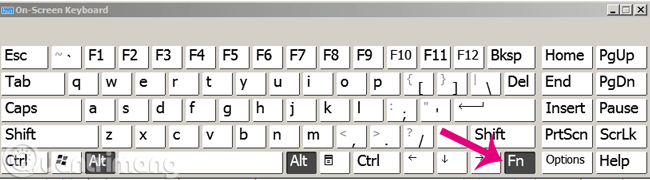 On-Screen Keyboard
Esc ~ ` F1 F2 F3 F4 F5 F6 F7 F8 F9 F10 F11 F12 Bksp Home PgUp
Tab q w e r t y u i o p { [ } ] | \ Del End PgDn
Caps a s d f g h j k l : ; " ' Insert Pause
Shift z x c v b n m < , > . ? / Shift PrtScn ScrLk
Ctrl Alt Alt Ctrl ← ↓ → Fn Options Help
Quantrimang